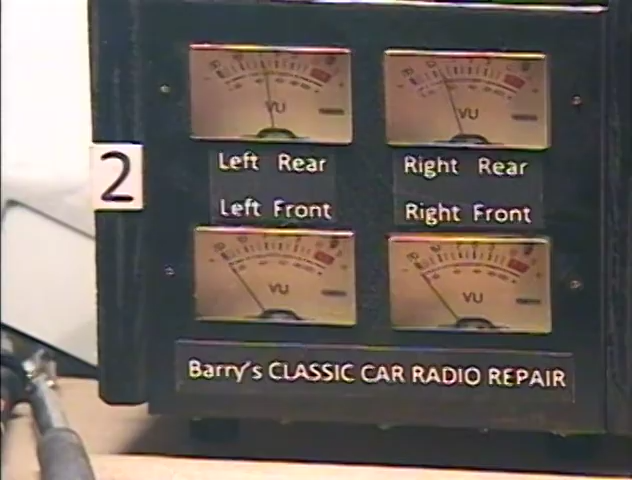 VU VU
Left Rear Right Rear
2
Left Front Right Front
VU VU
Barry's CLASSIC CAR RADIO REPAIR